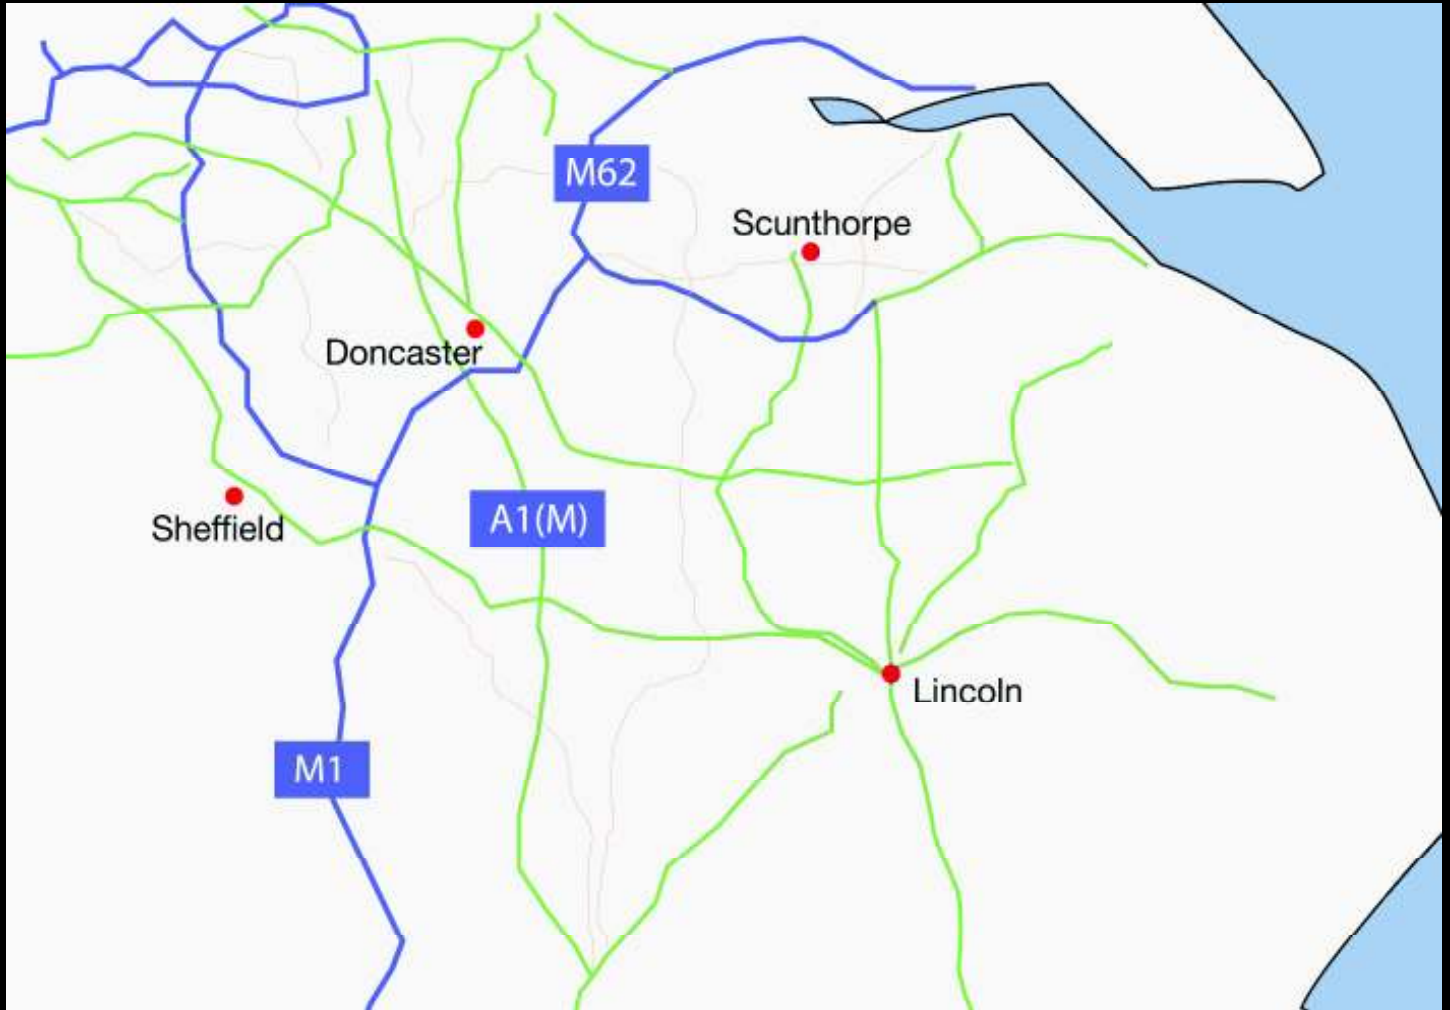 M62
Scunthorpe
Doncaster
Sheffield
A1(M)
Lincoln
M1